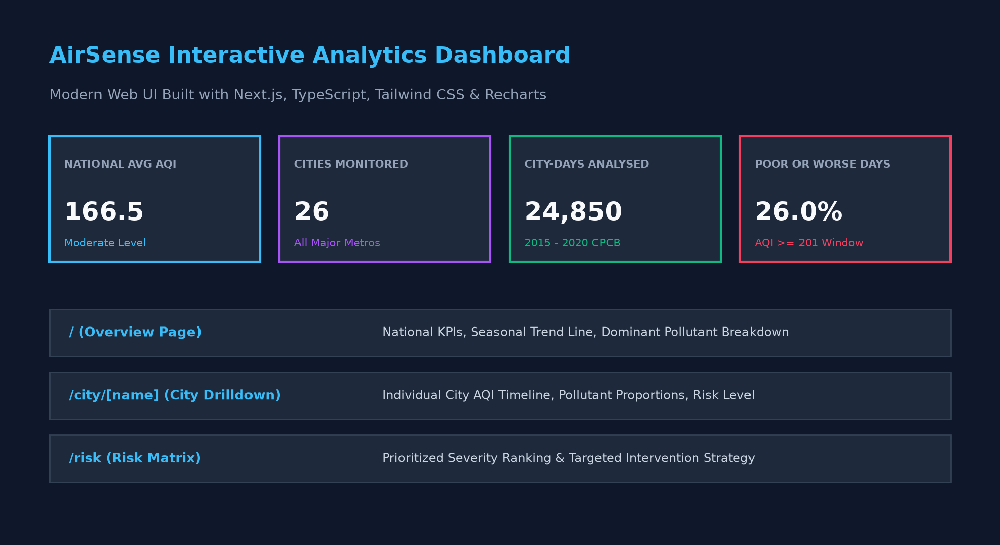 AirSense Interactive Analytics Dashboard
Modern Web UI Built with Next.js, TypeScript, Tailwind CSS & Recharts
NATIONAL AVG AQI
166.5
Moderate Level
CITIES MONITORED
26
All Major Metros
CITY-DAYS ANALYSED
24,850
2015 - 2020 CPCB
POOR OR WORSE DAYS
26.0%
AQI >= 201 Window
/ (Overview Page)
National KPIs, Seasonal Trend Line, Dominant Pollutant Breakdown
/city/[name] (City Drilldown)
Individual City AQI Timeline, Pollutant Proportions, Risk Level
/risk (Risk Matrix)
Prioritized Severity Ranking & Targeted Intervention Strategy